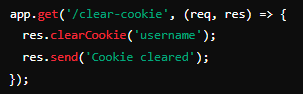 app.get('/clear-cookie', (req, res) => {
  res.clearCookie('username');
  res.send('Cookie cleared');
});